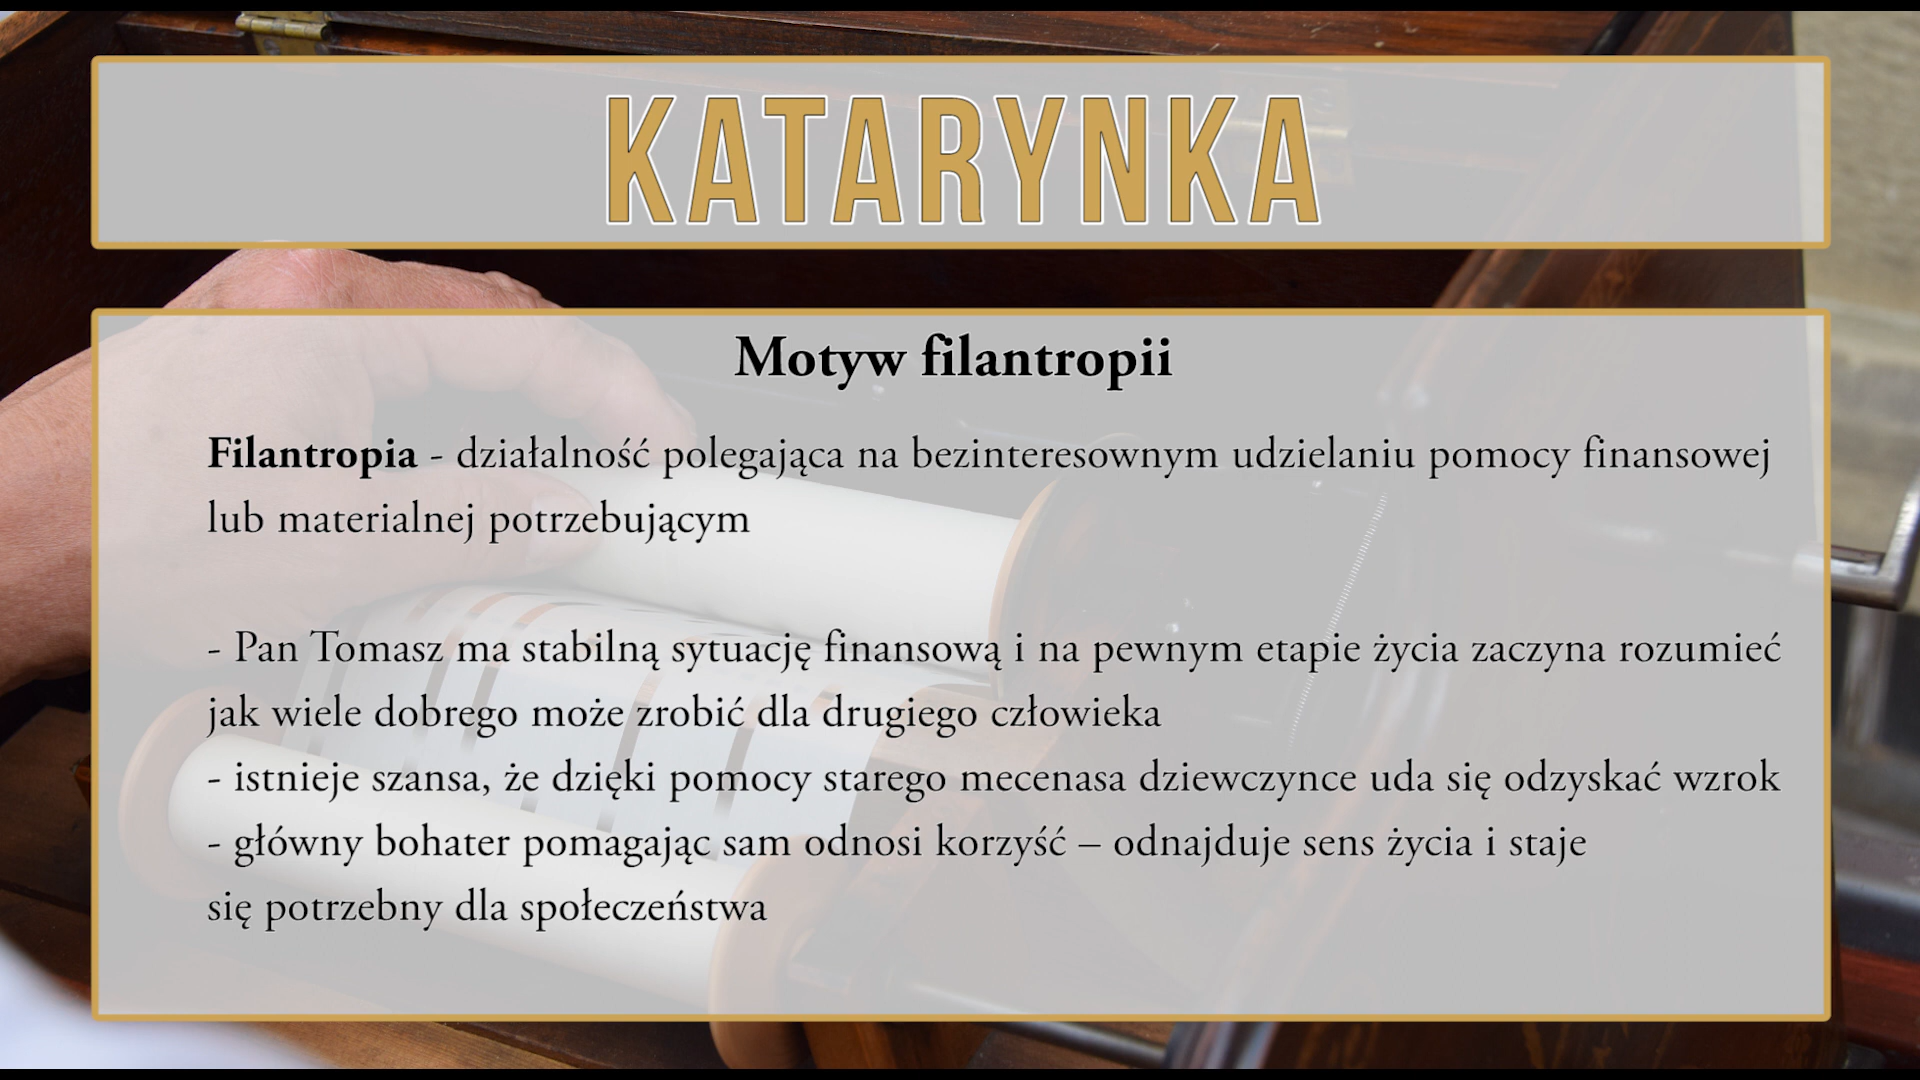 KATARYNKA
Motyw filantropii
Filantropia - działalność polegająca na bezinteresownym udzielaniu pomocy finansowej
lub materialnej potrzebującym
- Pan Tomasz ma stabilną sytuację finansową i na pewnym etapie życia zaczyna rozumieć
jak wiele dobrego może zrobić dla drugiego człowieka
- istnieje szansa, że dzięki pomocy starego mecenasa dziewczynce uda się odzyskać wzrok
- główny bohater pomagając sam odnosi korzyść – odnajduje sens życia i staje
się potrzebny dla społeczeństwa